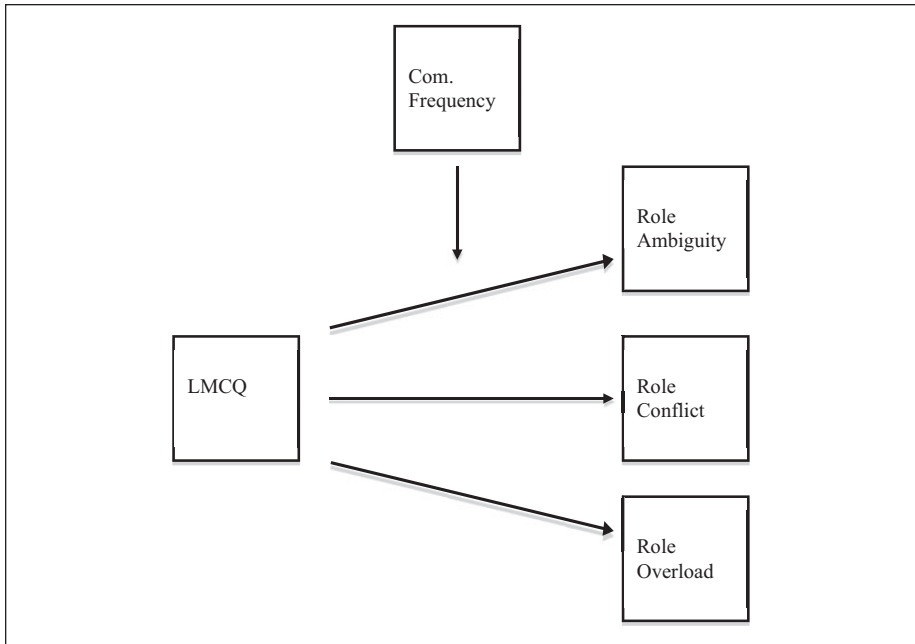 Com.
Frequency
Role
Ambiguity
LMCQ
Role
Conflict
Role
Overload